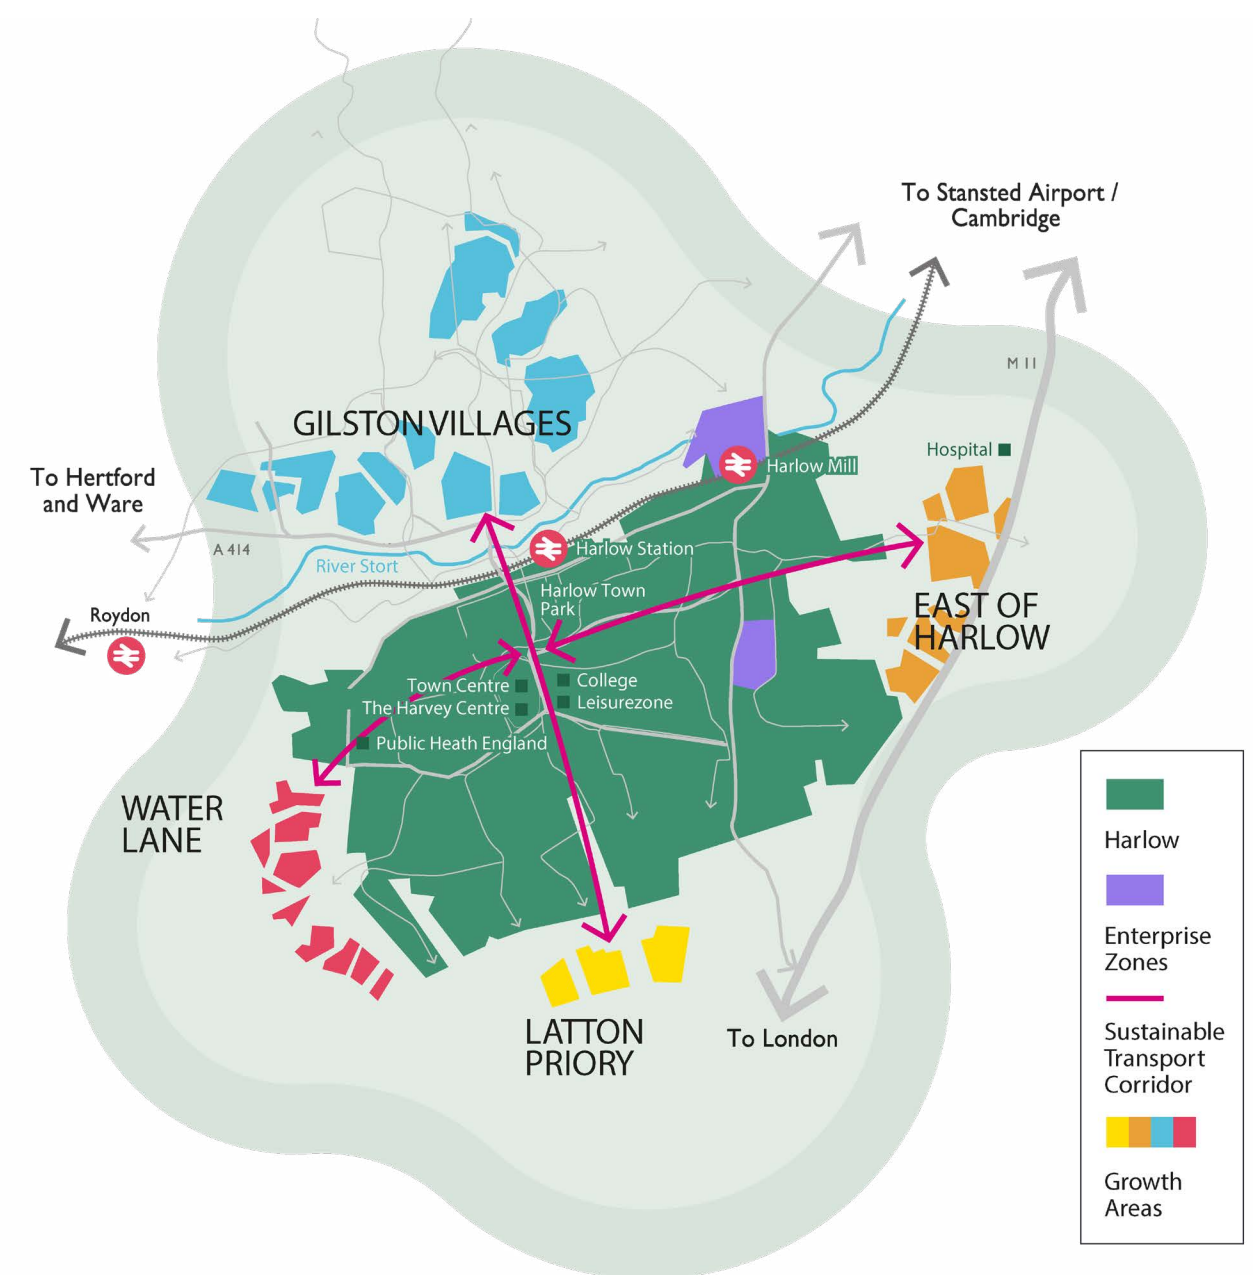 To Stansted Airport /
Cambridge
M 11
GILSTON VILLAGES
Hospital
Harlow Mill
To Hertford
and Ware
A 414
River Stort
Harlow Station
Harlow Town
Park
Roydon
EAST OF
HARLOW
Town Centre
College
The Harvey Centre
Leisurezone
Public Heath England
WATER
LANE
LATTON
PRIORY
To London
Harlow
Enterprise
Zones
Sustainable
Transport
Corridor
Growth
Areas